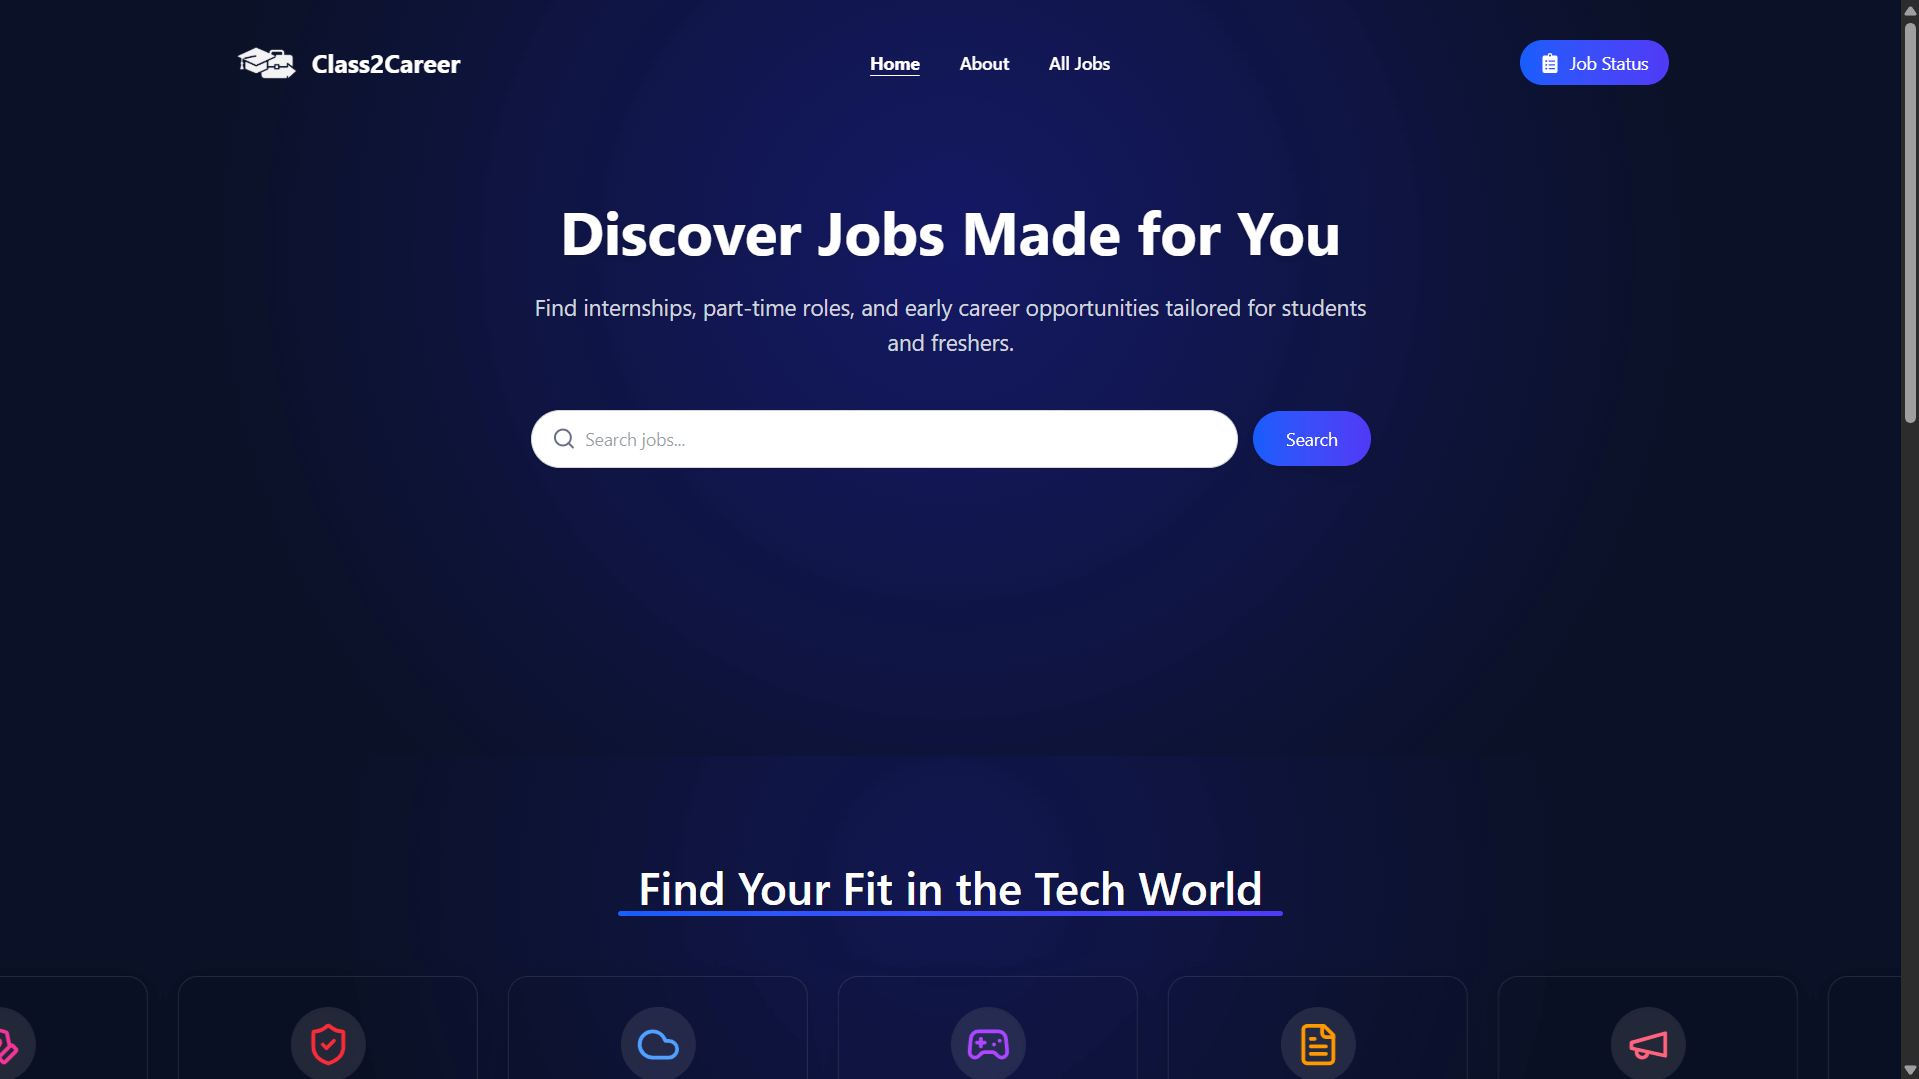 Class2Career
Home
About
All Jobs
Job Status
Discover Jobs Made for You
Find internships, part-time roles, and early career opportunities tailored for students
and freshers.
Search jobs...
Search
Find Your Fit in the Tech World